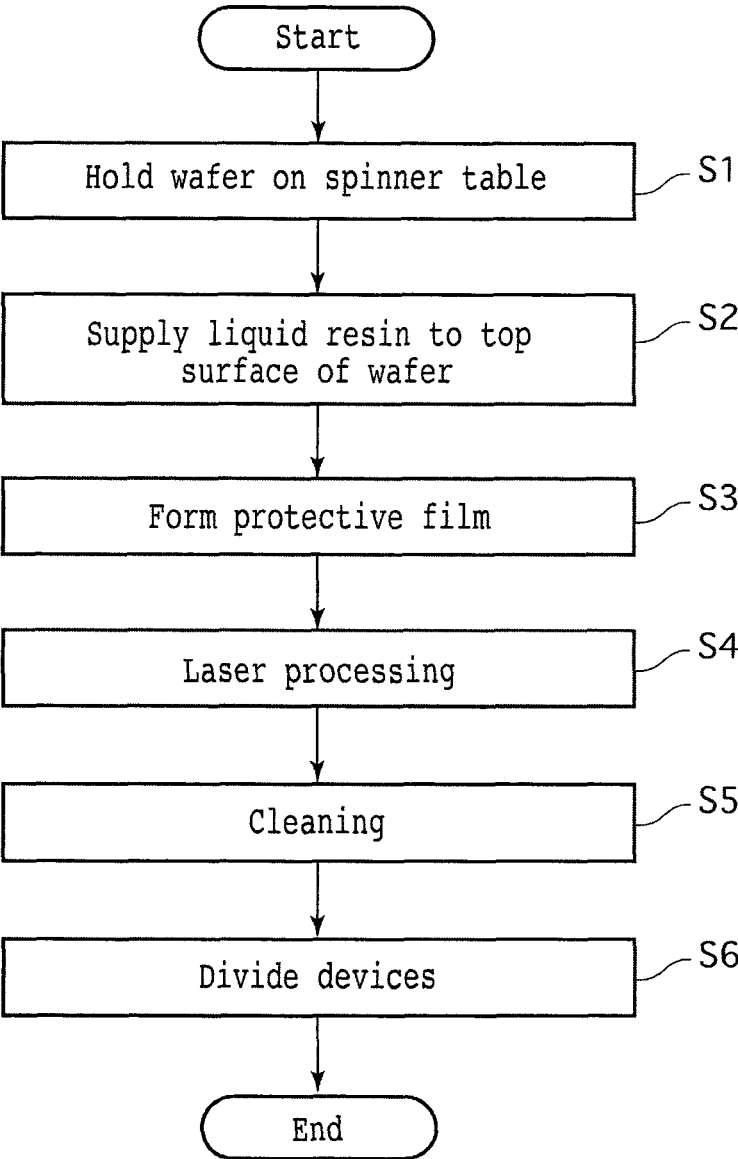 Start
Hold wafer on spinner table
S1
Supply liquid resin to top
surface of wafer
S2
Form protective film
S3
Laser processing
S4
Cleaning
S5
Divide devices
S6
End